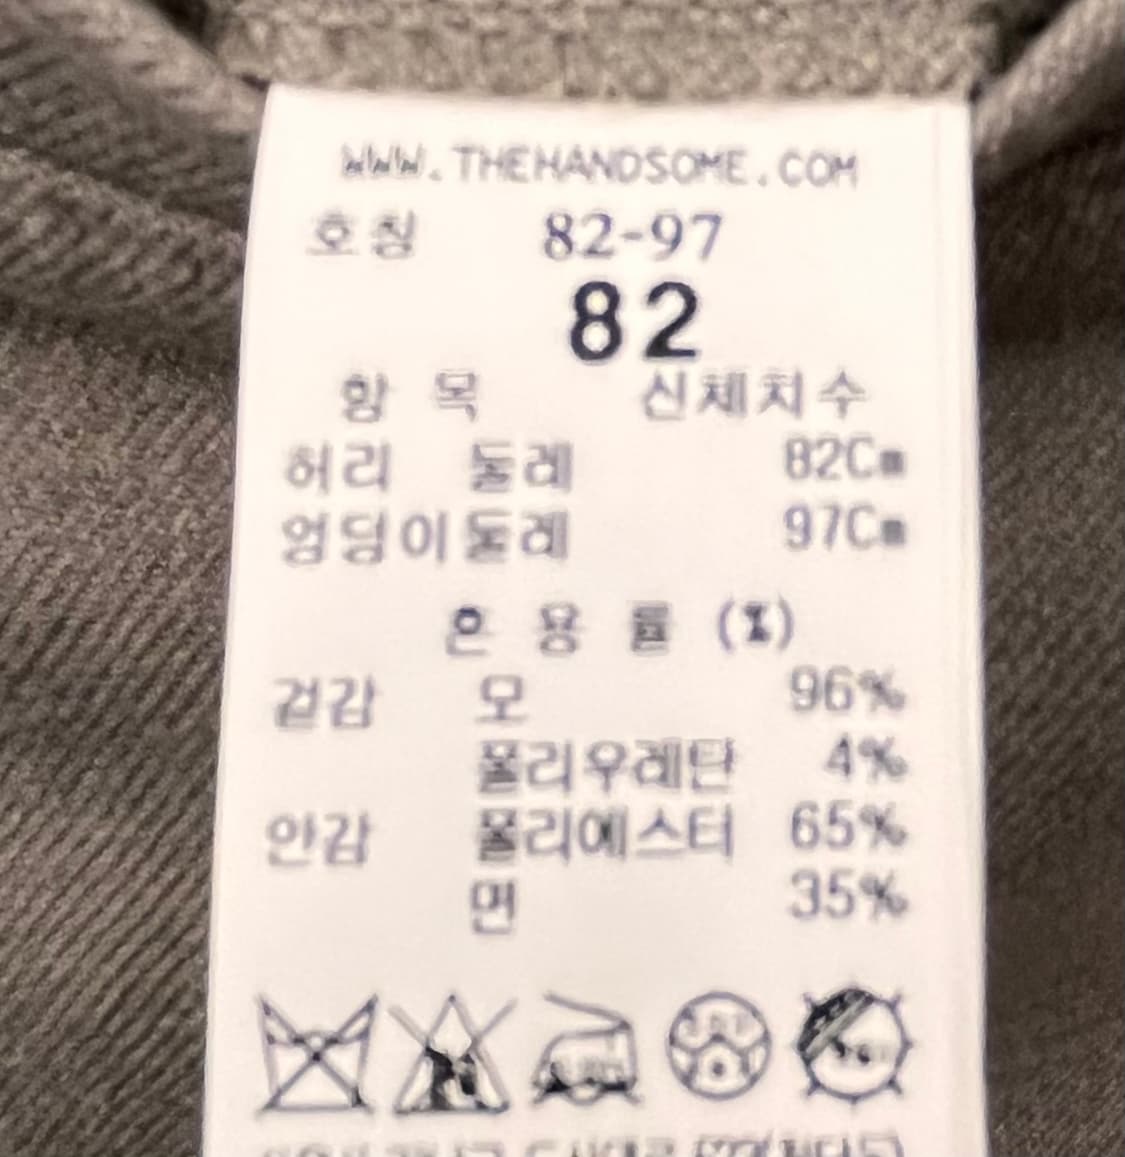 WWW.THEHANDSOME.COM
호칭 82-97
82
항 목 신체치수
허리 둘레 82Cm
엉덩이둘레 97Cm
혼 용 률 (%)
겉감 모 96%
폴리우레탄 4%
안감 폴리에스터 65%
면 35%